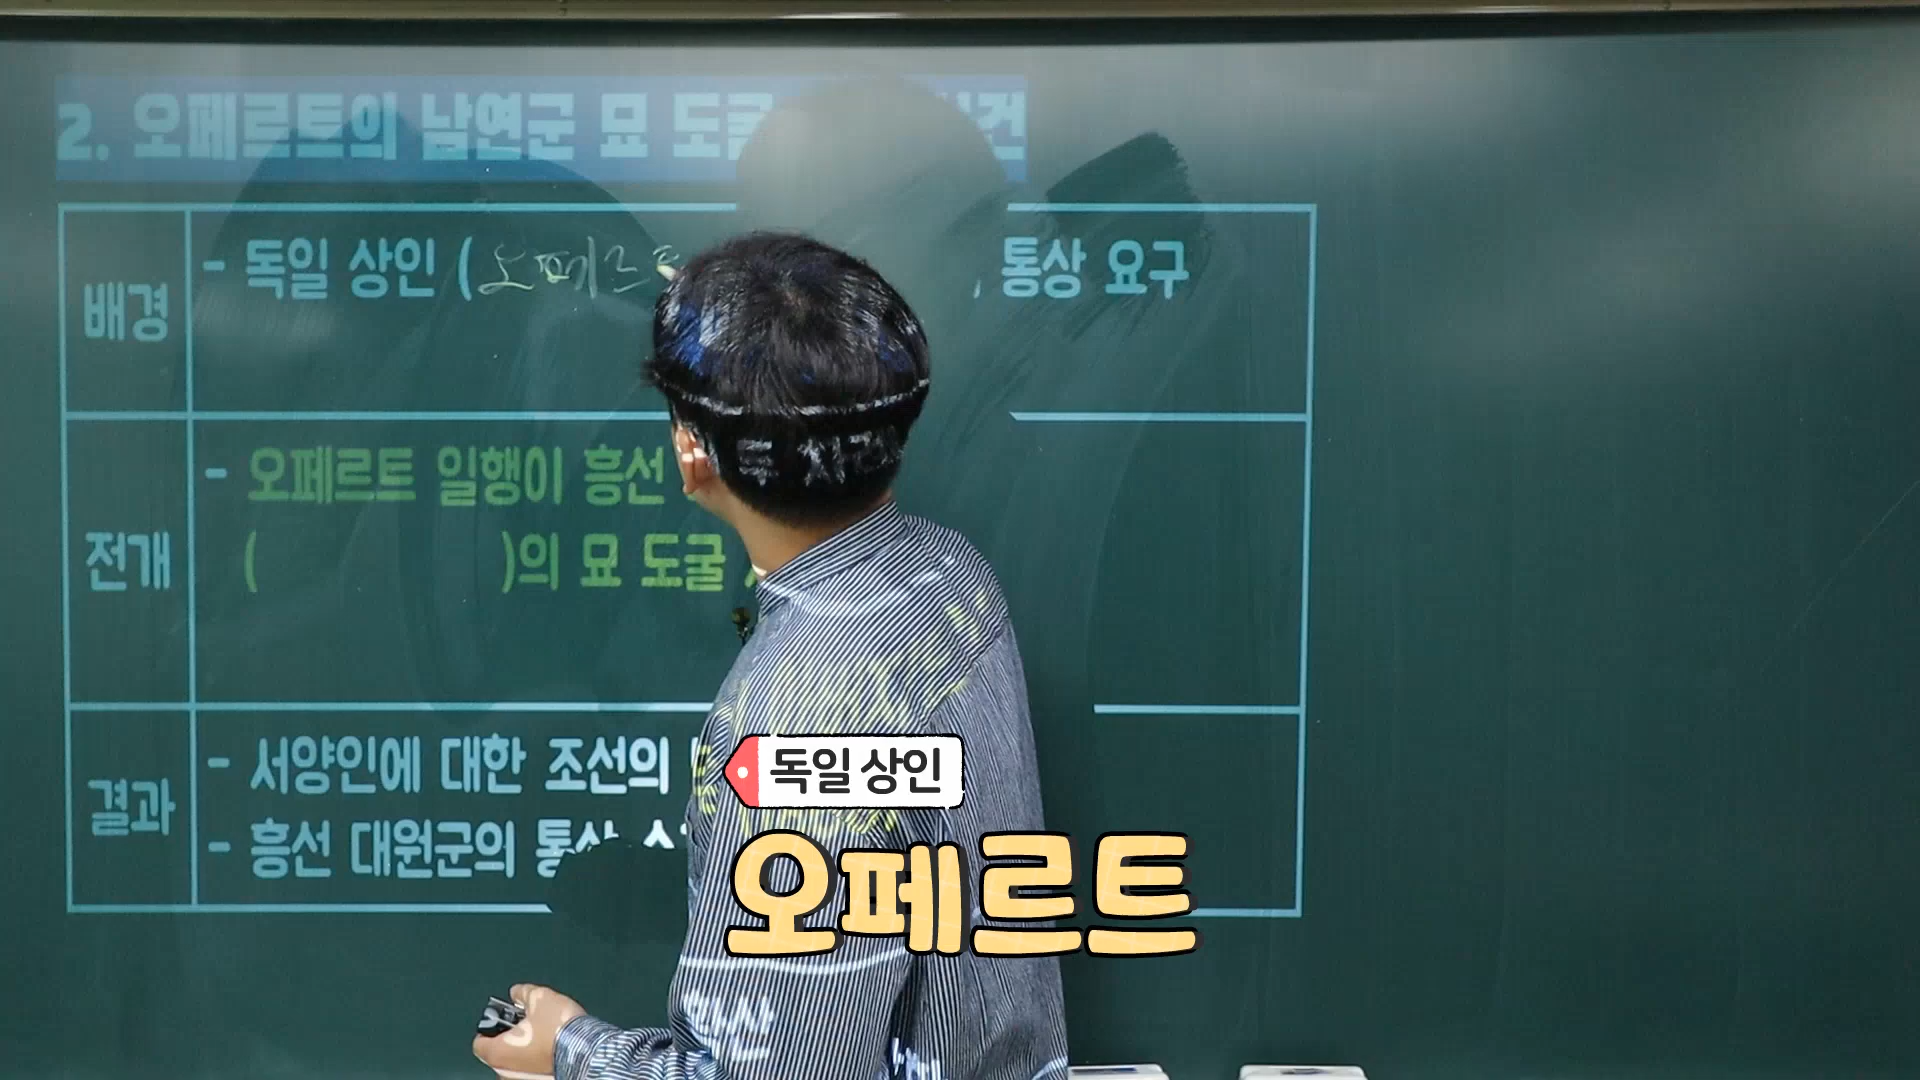 2. 오페르트의 남연군 묘 도굴 건
배경
- 독일 상인 (오페르트 , 통상 요구
전개
- 오페르트 일행이 흥선
( )의 묘 도굴
결과
- 서양인에 대한 조선의
- 흥선 대원군의 통상
독일 상인
오페르트